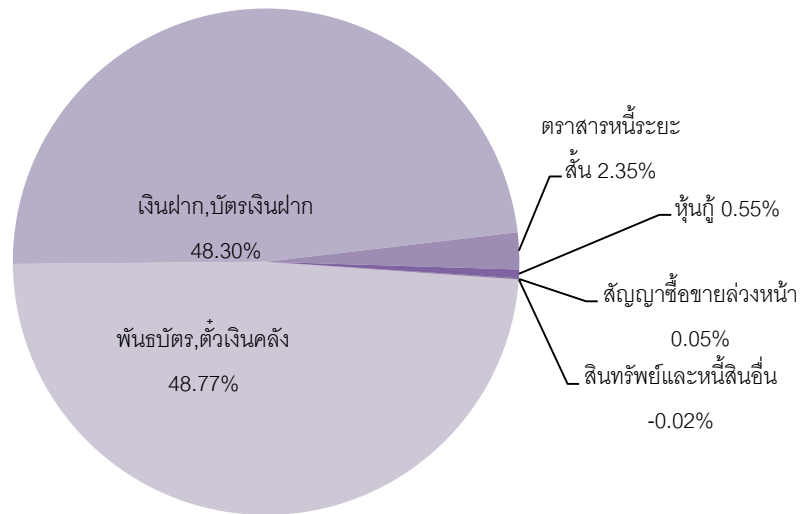 ตราสารหนี้ระยะ
สั้น 2.35%
หุ้นกู้ 0.55%
เงินฝาก,บัตรเงินฝาก
48.30%
สัญญาซื้อขายล่วงหน้า
0.05%
พันธบัตร,ตั๋วเงินคลัง
48.77%
สินทรัพย์และหนี้สินอื่น
-0.02%